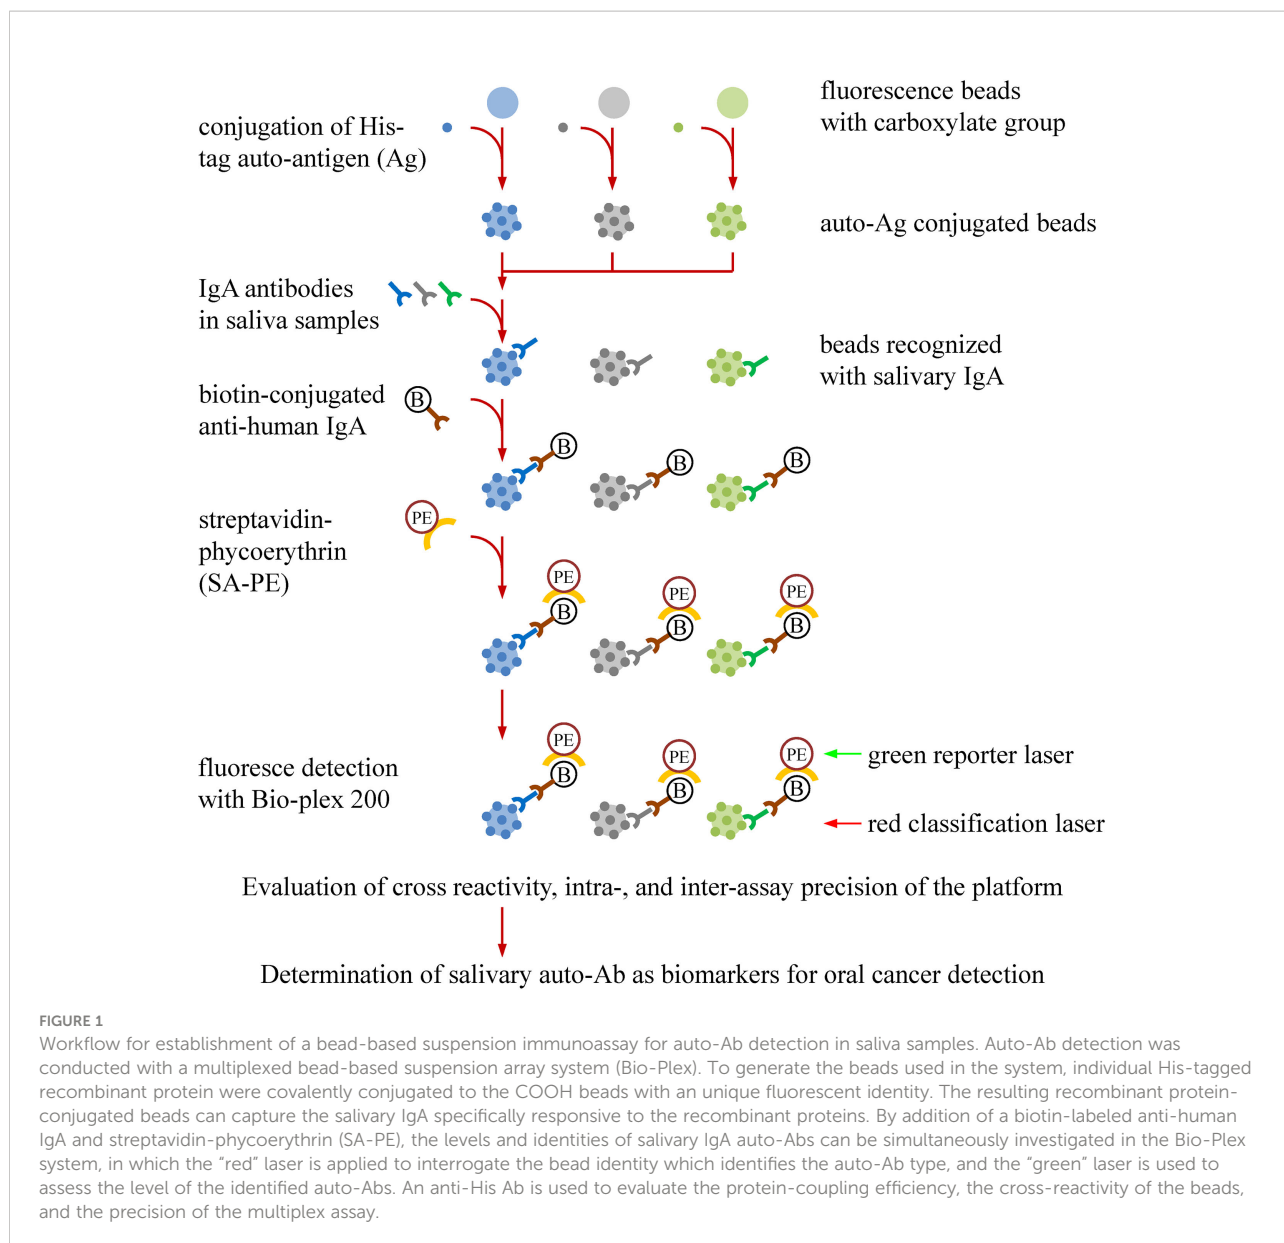 fluorescence beads
with carboxylate group
conjugation of His-
tag auto-antigen (Ag)
auto-Ag conjugated beads
IgA antibodies
in saliva samples
beads recognized
with salivary IgA
biotin-conjugated
anti-human IgA
B
B
B
B
streptavidin-
phycoerythrin
(SA-PE)
PE
PE
PE
PE
B
B
B
fluoresce detection
with Bio-plex 200
PE
PE
PE
B
B
B
green reporter laser
red classification laser
Evaluation of cross reactivity, intra-, and inter-assay precision of the platform
Determination of salivary auto-Ab as biomarkers for oral cancer detection
FIGURE 1
Workflow for establishment of a bead-based suspension immunoassay for auto-Ab detection in saliva samples. Auto-Ab detection was
conducted with a multiplexed bead-based suspension array system (Bio-Plex). To generate the beads used in the system, individual His-tagged
recombinant protein were covalently conjugated to the COOH beads with an unique fluorescent identity. The resulting recombinant protein-
conjugated beads can capture the salivary IgA specifically responsive to the recombinant proteins. By addition of a biotin-labeled anti-human
IgA and streptavidin-phycoerythrin (SA-PE), the levels and identities of salivary IgA auto-Abs can be simultaneously investigated in the Bio-Plex
system, in which the “red” laser is applied to interrogate the bead identity which identifies the auto-Ab type, and the “green” laser is used to
assess the level of the identified auto-Abs. An anti-His Ab is used to evaluate the protein-coupling efficiency, the cross-reactivity of the beads,
and the precision of the multiplex assay.